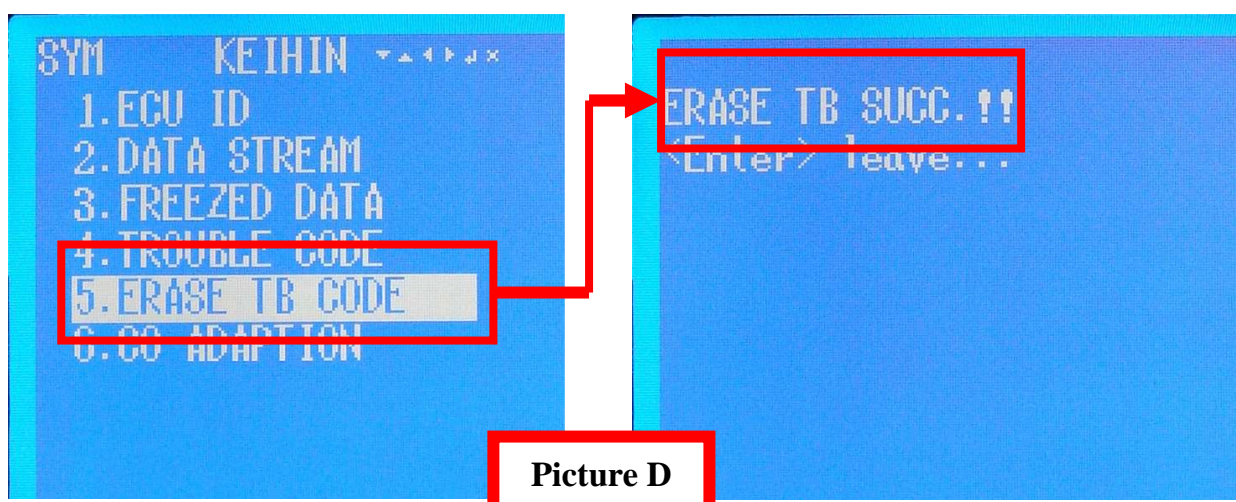 SYM KEIHIN ▾▴◂▸↲×
1.ECU ID
2.DATA STREAM
3.FREEZED DATA
4.TROUBLE CODE
5.ERASE TB CODE
6.CO ADAPTION
ERASE TB SUCC.!!
<Enter> leave...
Picture D